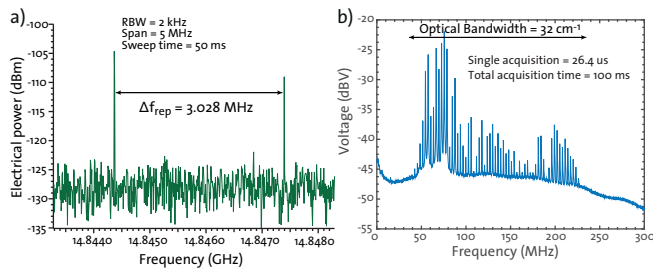 a)
RBW = 2 kHz
Span = 5 MHz
Sweep time = 50 ms
Δfrep = 3.028 MHz
Electrical power (dBm)
-100
-105
-110
-115
-120
-125
-130
-135
14.8440 14.8450 14.8460 14.8470 14.8480
Frequency (GHz)
b)
Optical Bandwidth = 32 cm⁻¹
Single acquisition = 26.4 us
Total acquisition time = 100 ms
Voltage (dBV)
-20
-25
-30
-35
-40
-45
-50
-55
0 50 100 150 200 250 300
Frequency (MHz)